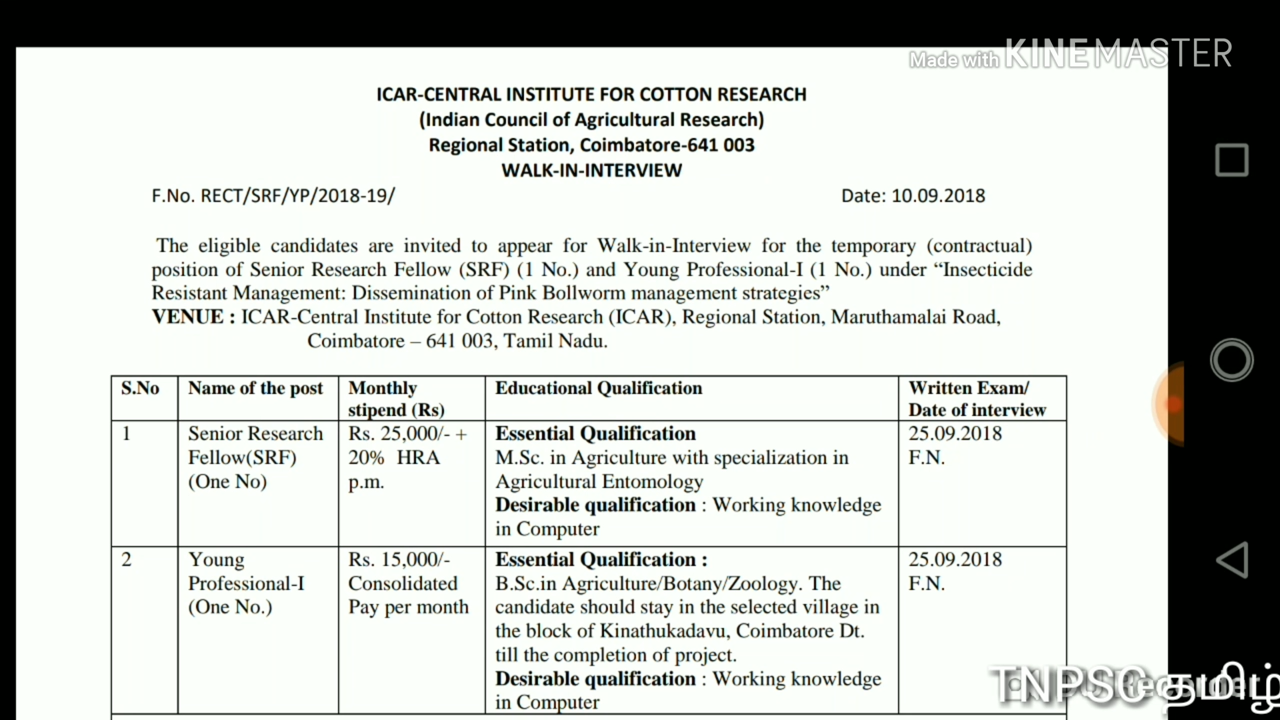 Made with KINEMASTER
ICAR-CENTRAL INSTITUTE FOR COTTON RESEARCH
(Indian Council of Agricultural Research)
Regional Station, Coimbatore-641 003
WALK-IN-INTERVIEW
F.No. RECT/SRF/YP/2018-19/ Date: 10.09.2018
The eligible candidates are invited to appear for Walk-in-Interview for the temporary (contractual)
position of Senior Research Fellow (SRF) (1 No.) and Young Professional-I (1 No.) under “Insecticide
Resistant Management: Dissemination of Pink Bollworm management strategies”
VENUE : ICAR-Central Institute for Cotton Research (ICAR), Regional Station, Maruthamalai Road,
Coimbatore – 641 003, Tamil Nadu.
S.No Name of the post Monthly stipend (Rs) Educational Qualification Written Exam/ Date of interview
1 Senior Research Fellow(SRF) (One No) Rs. 25,000/- + 20% HRA p.m. Essential Qualification 25.09.2018 F.N.
M.Sc. in Agriculture with specialization in
Agricultural Entomology
Desirable qualification : Working knowledge
in Computer
2 Young Professional-I (One No.) Rs. 15,000/- Consolidated Pay per month Essential Qualification : 25.09.2018 F.N.
B.Sc.in Agriculture/Botany/Zoology. The
candidate should stay in the selected village in
the block of Kinathukadavu, Coimbatore Dt.
till the completion of project.
Desirable qualification : Working knowledge
in Computer
TNPSC தமிழ்